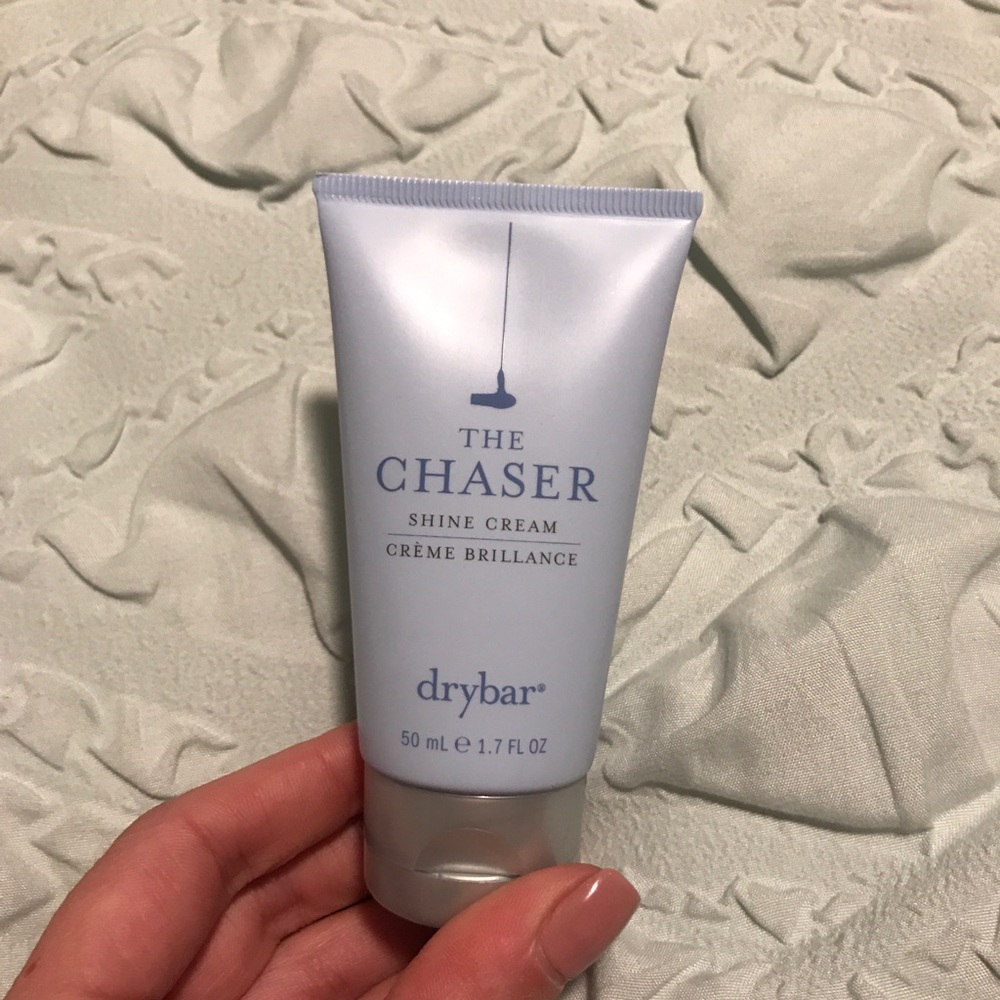 THE
CHASER
SHINE CREAM
CRÈME BRILLANCE
drybar®
50 mL ℮ 1.7 FL OZ